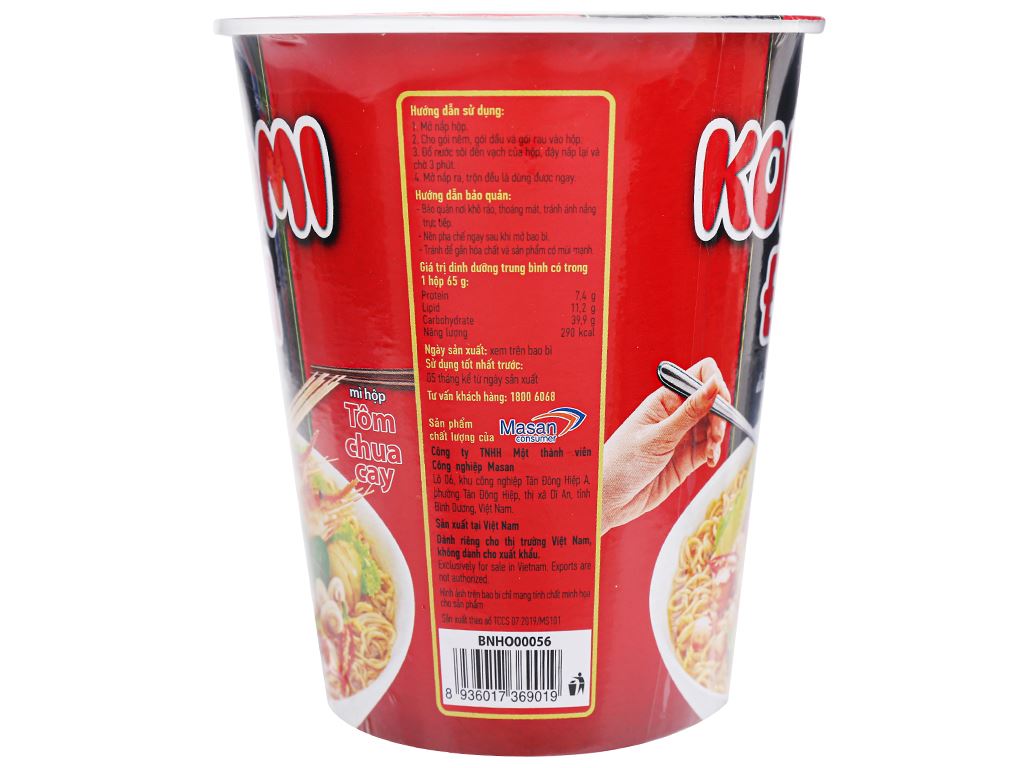 MI
KO
mì hộp
Tôm
chua
cay
Hướng dẫn sử dụng:
1. Mở nắp hộp.
2. Cho gói nêm, gói dầu và gói rau vào hộp.
3. Đổ nước sôi đến vạch của hộp, đậy nắp lại và
chờ 3 phút.
4. Mở nắp ra, trộn đều là dùng được ngay.
Hướng dẫn bảo quản:
- Bảo quản nơi khô ráo, thoáng mát, tránh ánh nắng
trực tiếp.
- Nên pha chế ngay sau khi mở bao bì.
- Tránh để gần hóa chất và sản phẩm có mùi mạnh.
Giá trị dinh dưỡng trung bình có trong
1 hộp 65 g:
Protein 7,4 g
Lipid 11,2 g
Carbohydrate 39,9 g
Năng lượng 290 kcal
Ngày sản xuất: xem trên bao bì
Sử dụng tốt nhất trước:
05 tháng kể từ ngày sản xuất
Tư vấn khách hàng: 1800 6068
Sản phẩm
chất lượng của
Masan
consumer
Công ty TNHH Một thành viên
Công nghiệp Masan
Lô 06, khu công nghiệp Tân Đông Hiệp A,
phường Tân Đông Hiệp, thị xã Dĩ An, tỉnh
Bình Dương, Việt Nam.
Sản xuất tại Việt Nam
Dành riêng cho thị trường Việt Nam,
không dành cho xuất khẩu.
Exclusively for sale in Vietnam. Exports are
not authorized.
Hình ảnh trên bao bì chỉ mang tính chất minh họa
cho sản phẩm
Sản xuất theo số TCCS 07:2019/MS101
BNHO00056
8 936017 369019